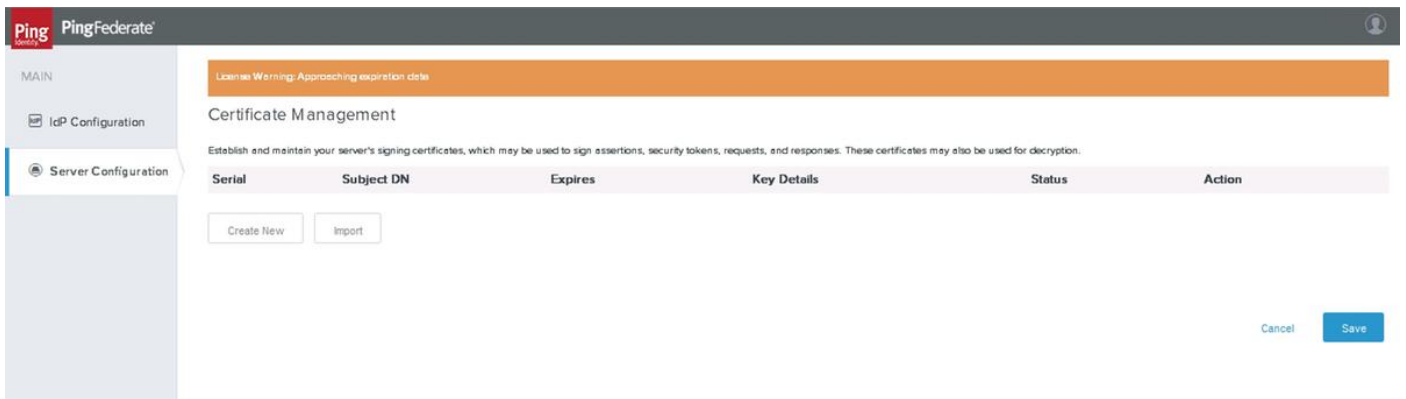 Ping
Identity
PingFederate
MAIN
IdP Configuration
Server Configuration
License Warning: Approaching expiration date
Certificate Management
Establish and maintain your server's signing certificates, which may be used to sign assertions, security tokens, requests, and responses. These certificates may also be used for decryption.
Serial Subject DN Expires Key Details Status Action
Create New Import
Cancel Save